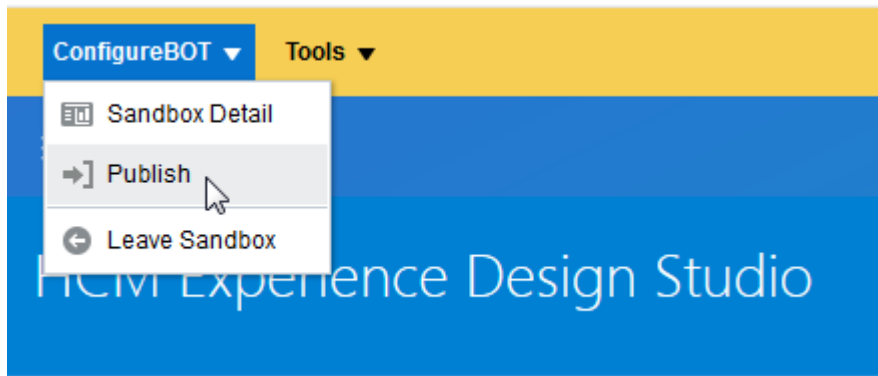 ConfigureBOT Tools
Sandbox Detail
Publish
Leave Sandbox
HCM Experience Design Studio